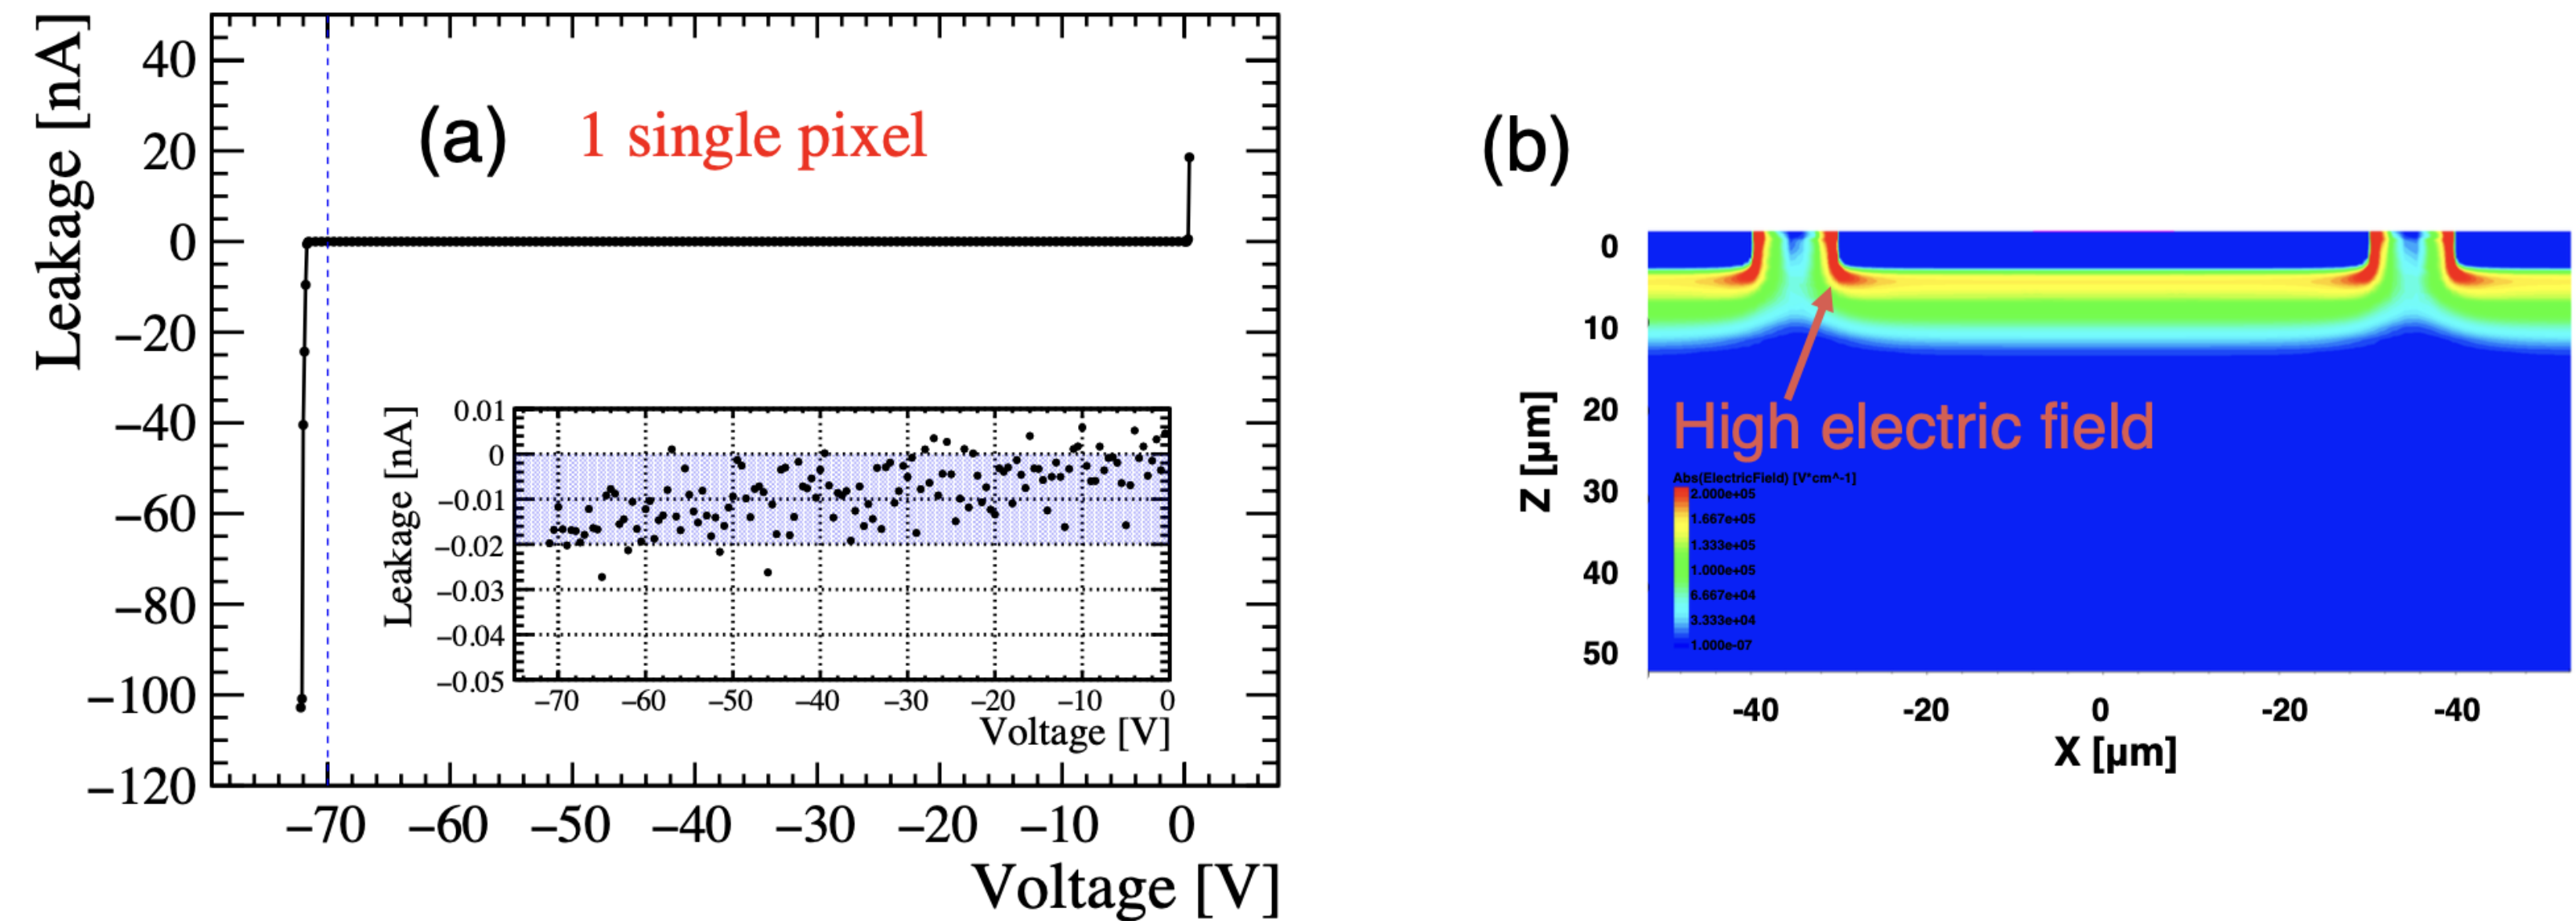 Leakage [nA]
40
20
0
−20
−40
−60
−80
−100
−120
(a) 1 single pixel
Leakage [nA]
0.01
0
−0.01
−0.02
−0.03
−0.04
−0.05
−70 −60 −50 −40 −30 −20 −10 0
Voltage [V]
−70 −60 −50 −40 −30 −20 −10 0
Voltage [V]
(b)
Z [µm]
0
10
20
30
40
50
High electric field
Abs(ElectricField) [V*cm^-1]
2.000e+05
1.667e+05
1.333e+05
1.000e+05
6.667e+04
3.333e+04
1.000e-07
-40 -20 0 -20 -40
X [µm]